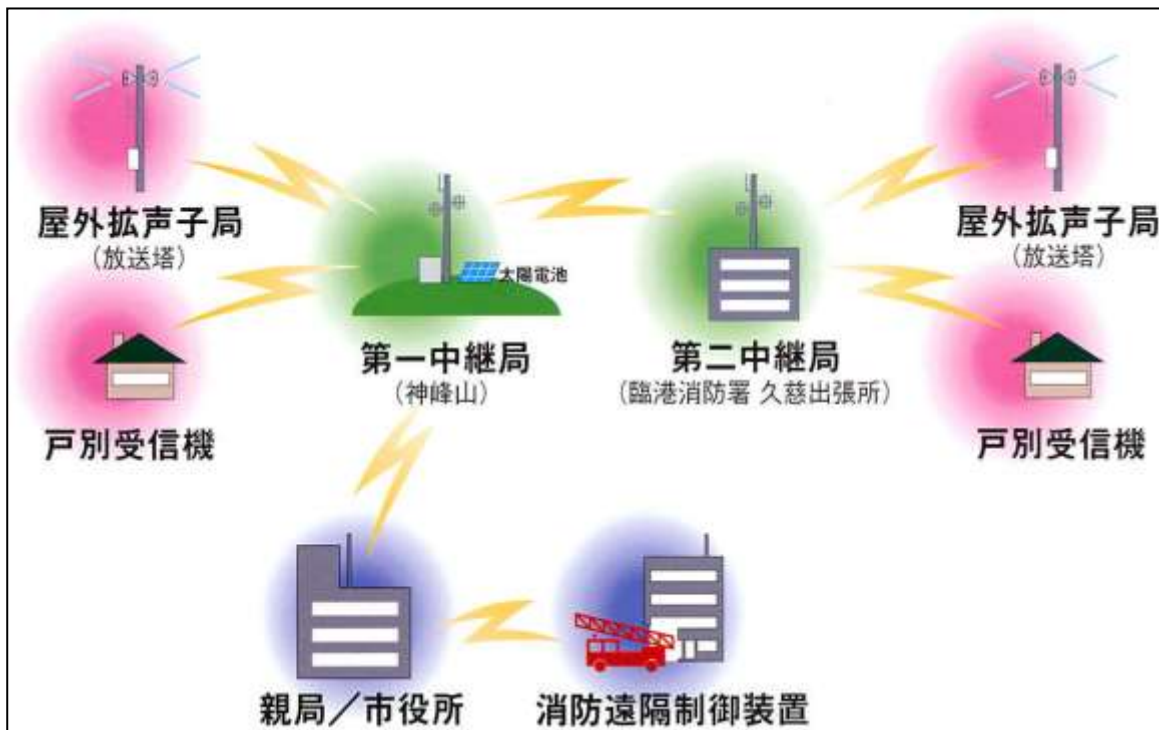 屋外拡声子局
(放送塔)
戸別受信機
太陽電池
第一中継局
(神峰山)
第二中継局
(臨港消防署 久慈出張所)
屋外拡声子局
(放送塔)
戸別受信機
親局／市役所
消防遠隔制御装置